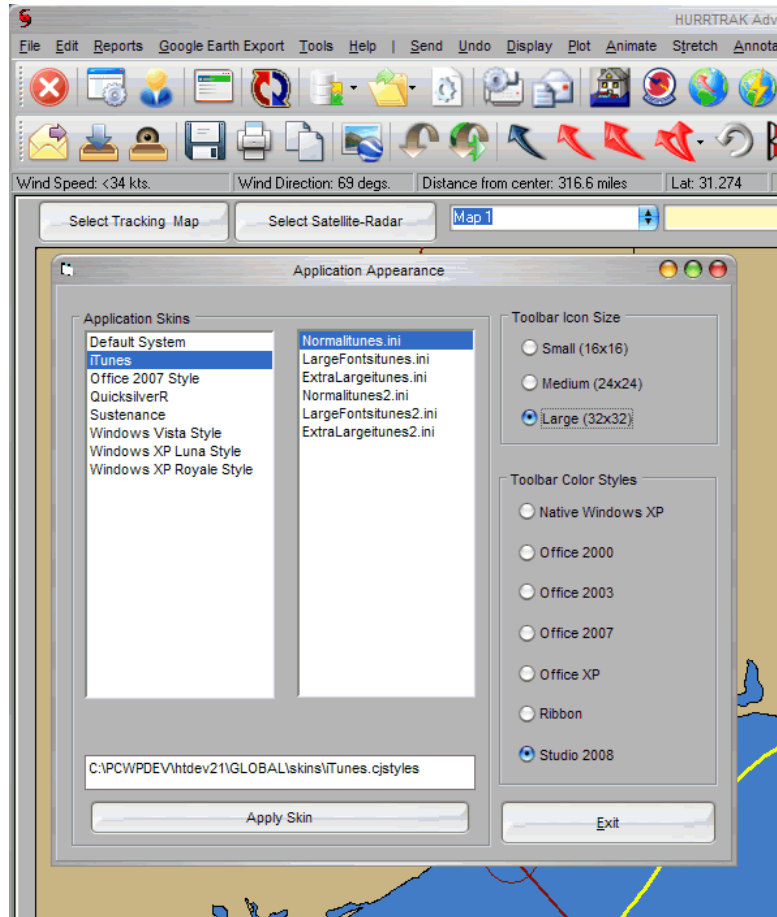 HURRTRAK Adv
File Edit Reports Google Earth Export Tools Help | Send Undo Display Plot Animate Stretch Annota
Wind Speed: <34 kts. Wind Direction: 69 degs. Distance from center: 316.6 miles Lat: 31.274
Select Tracking Map Select Satellite-Radar Map 1
Application Appearance
Application Skins
Default System
iTunes
Office 2007 Style
QuicksilverR
Sustenance
Windows Vista Style
Windows XP Luna Style
Windows XP Royale Style
Normalitunes.ini
LargeFontsitunes.ini
ExtraLargeitunes.ini
Normalitunes2.ini
LargeFontsitunes2.ini
ExtraLargeitunes2.ini
C:\PCWPDEV\htdev21\GLOBAL\skins\iTunes.cjstyles
Apply Skin
Toolbar Icon Size
Small (16x16)
Medium (24x24)
Large (32x32)
Toolbar Color Styles
Native Windows XP
Office 2000
Office 2003
Office 2007
Office XP
Ribbon
Studio 2008
Exit